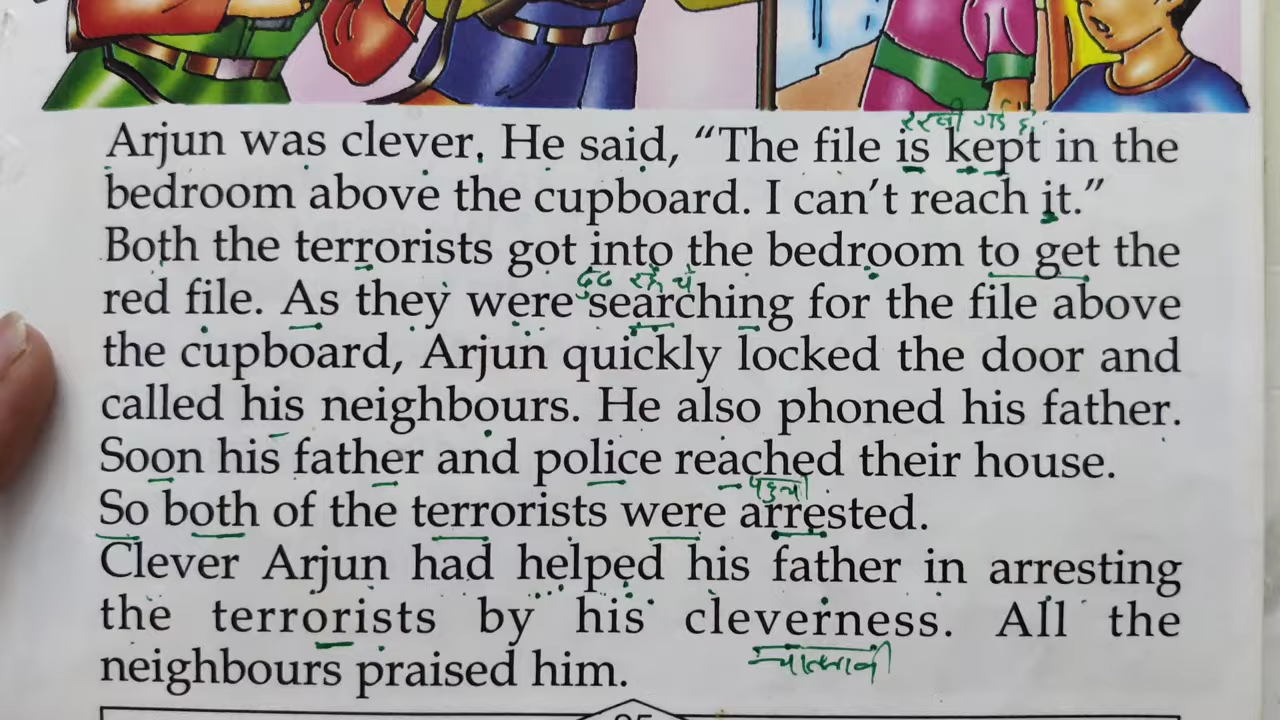 रखी गई है
Arjun was clever. He said, “The file is kept in the
bedroom above the cupboard. I can’t reach it.”
Both the terrorists got into the bedroom to get the
ढूंढ रहे थे
red file. As they were searching for the file above
the cupboard, Arjun quickly locked the door and
called his neighbours. He also phoned his father.
Soon his father and police reached their house.
So both of the terrorists were arrested.
Clever Arjun had helped his father in arresting
the terrorists by his cleverness. All the
neighbours praised him.